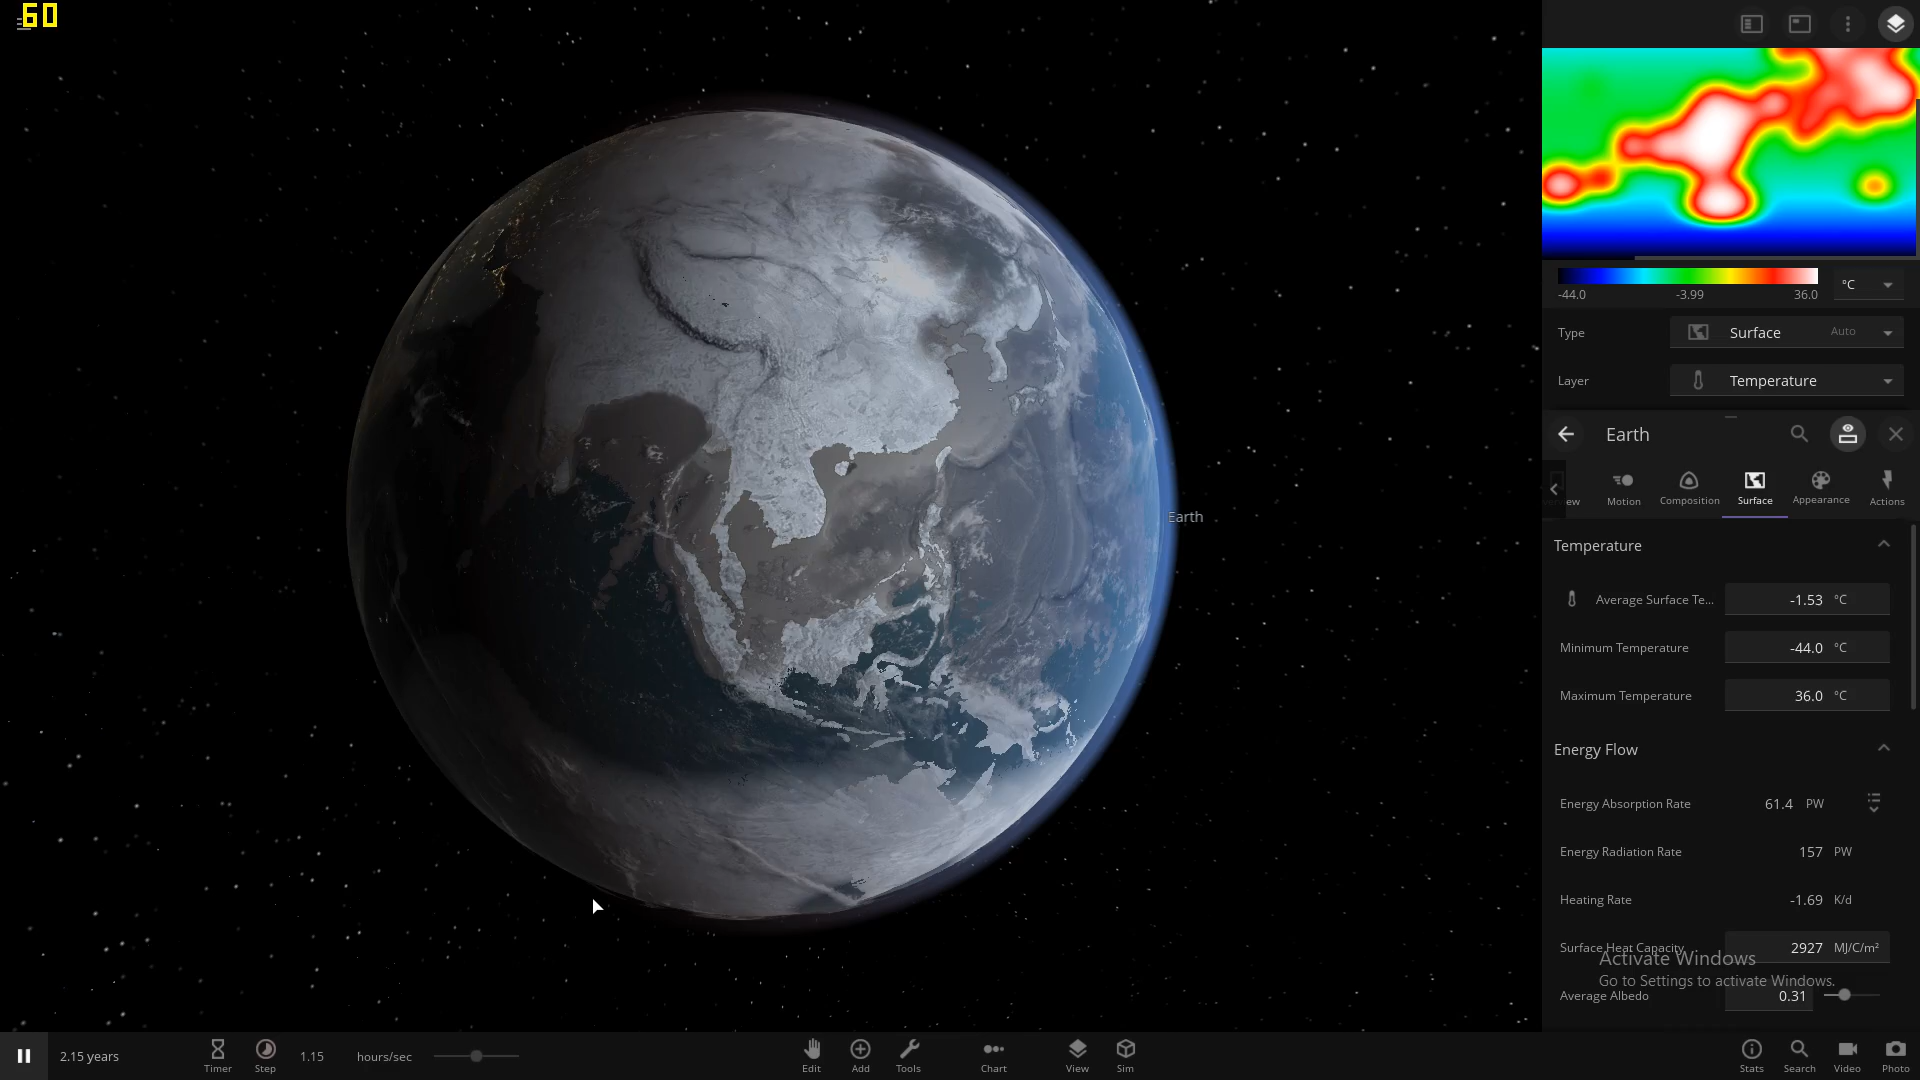 60
Earth
-44.0 -3.99 36.0 °C
Type Surface Auto
Layer Temperature
Earth
ew Motion Composition Surface Appearance Actions
Temperature
Average Surface Te... -1.53 °C
Minimum Temperature -44.0 °C
Maximum Temperature 36.0 °C
Energy Flow
Energy Absorption Rate 61.4 PW
Energy Radiation Rate 157 PW
Heating Rate -1.69 K/d
Surface Heat Capacity 2927 MJ/C/m²
Activate Windows
Go to Settings to activate Windows.
Average Albedo 0.31
2.15 years Timer Step 1.15 hours/sec Edit Add Tools Chart View Sim Stats Search Video Photo